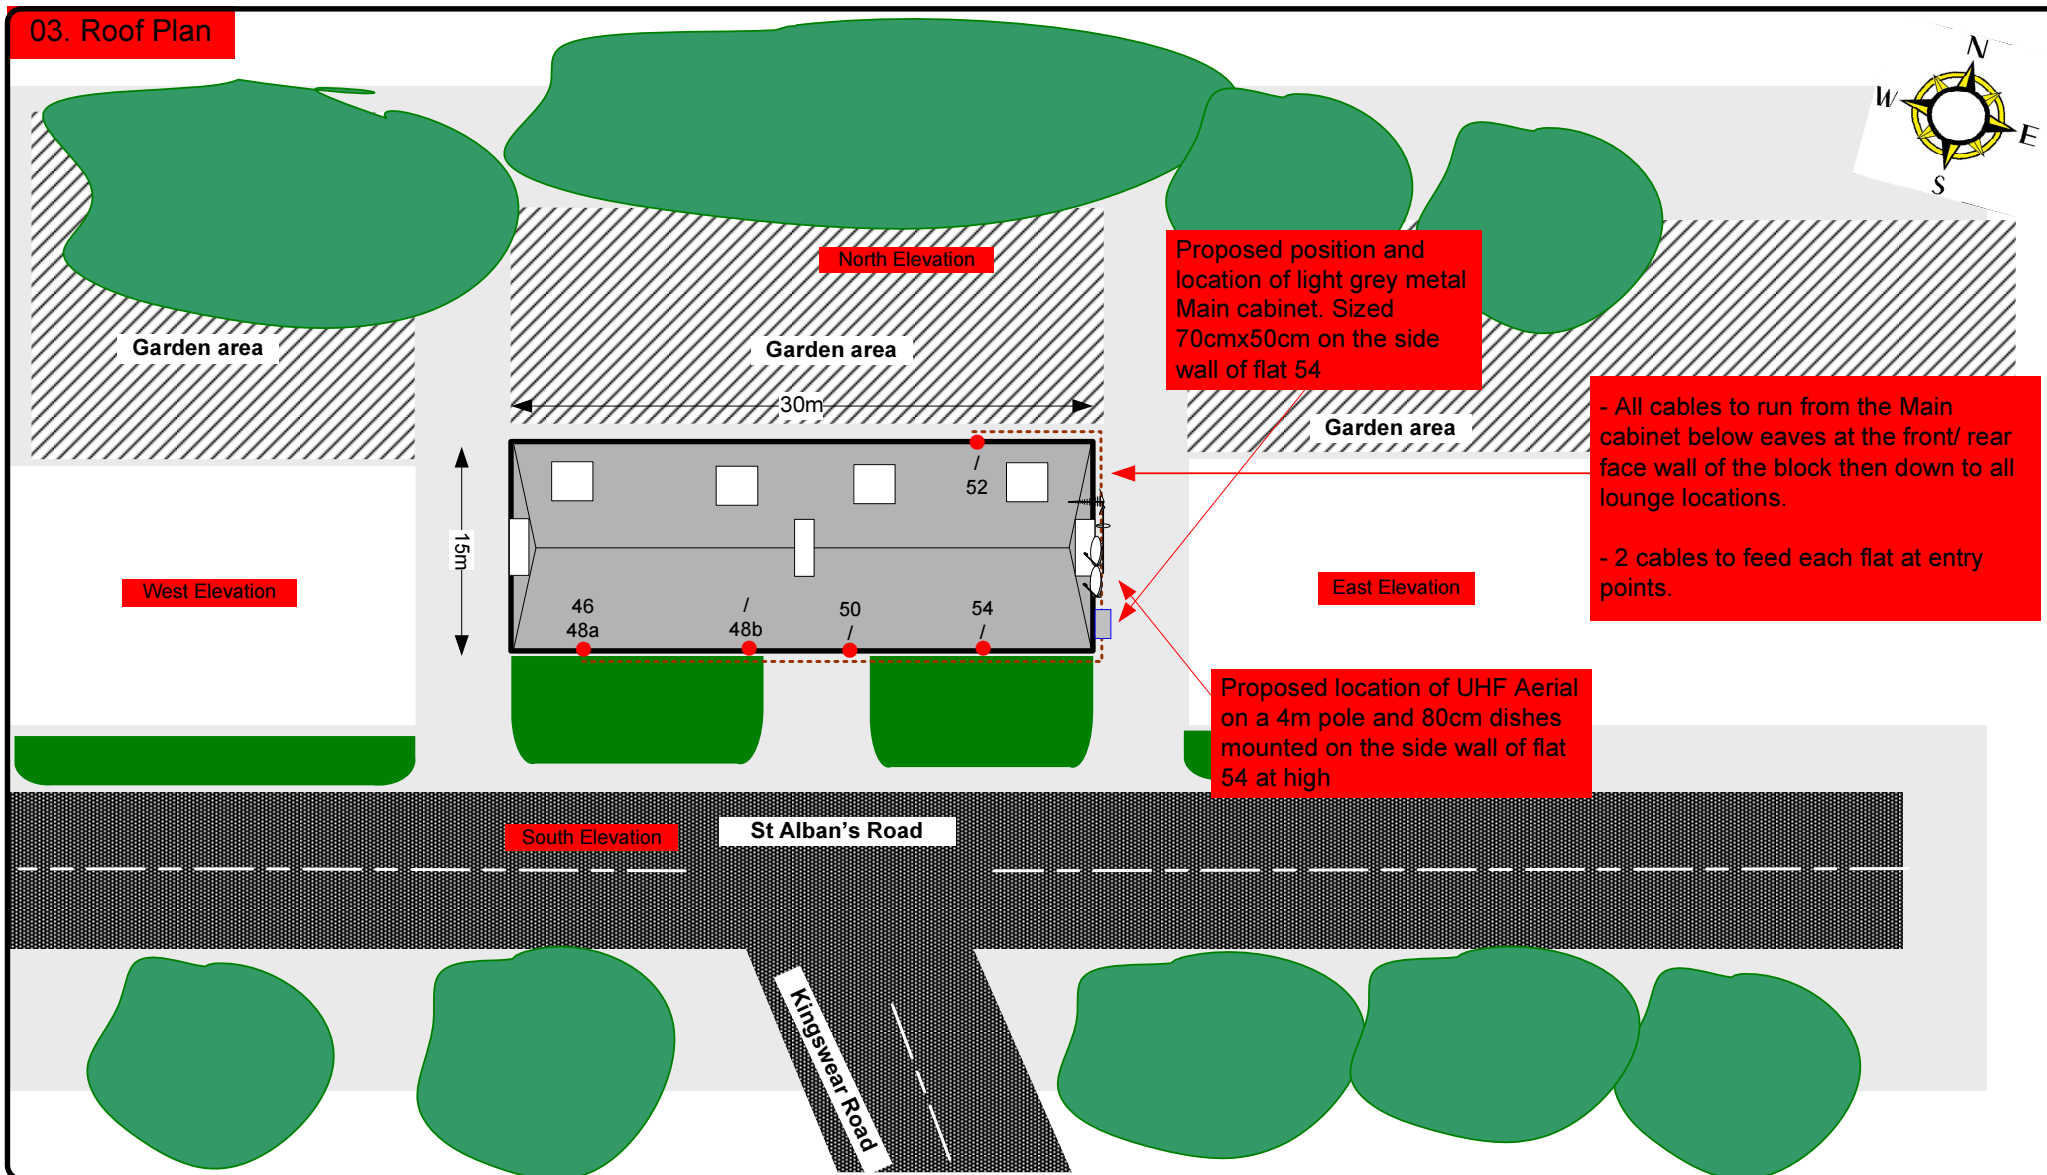 03. Roof Plan
N
W
E
S
North Elevation
Proposed position and
location of light grey metal
Main cabinet. Sized
70cmx50cm on the side
wall of flat 54
Garden area
Garden area
30m
Garden area
- All cables to run from the Main
cabinet below eaves at the front/ rear
face wall of the block then down to all
lounge locations.
- 2 cables to feed each flat at entry
points.
/
52
15m
West Elevation
East Elevation
46
48a
/
48b
50
/
54
/
Proposed location of UHF Aerial
on a 4m pole and 80cm dishes
mounted on the side wall of flat
54 at high
South Elevation
St Alban’s Road
Kingswear Road